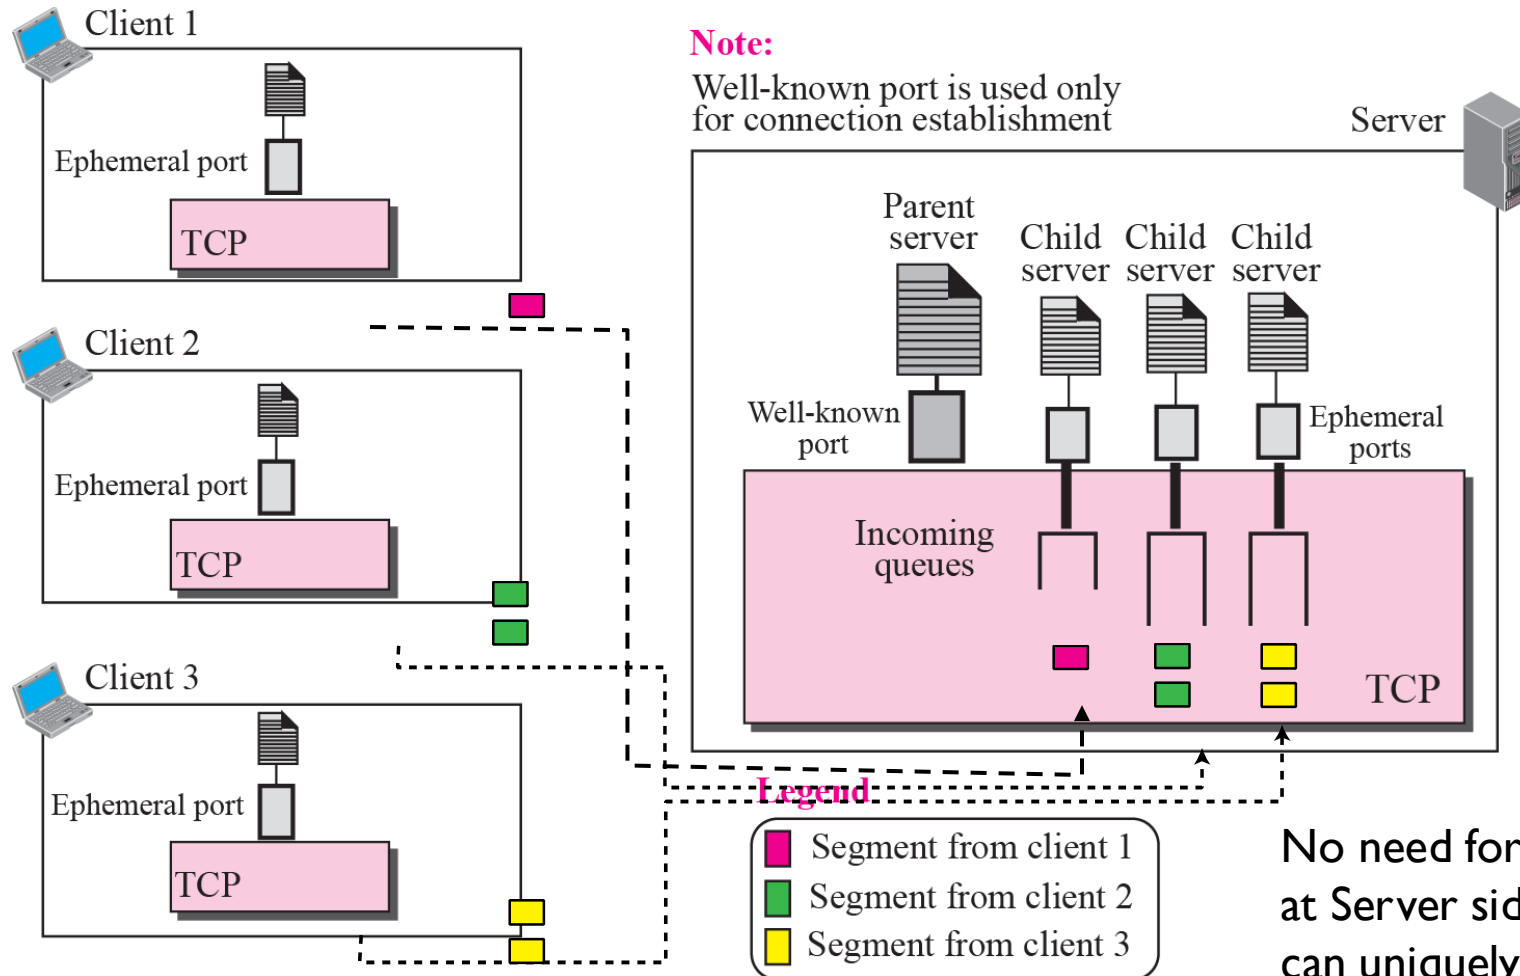 Client 1
Ephemeral port
TCP
Client 2
Ephemeral port
TCP
Client 3
Ephemeral port
TCP
Note:
Well-known port is used only
for connection establishment
Server
Parent
server
Child
server
Child
server
Child
server
Well-known
port
Ephemeral
ports
Incoming
queues
TCP
Legend
Segment from client 1
Segment from client 2
Segment from client 3
No need for
at Server
can uniquely